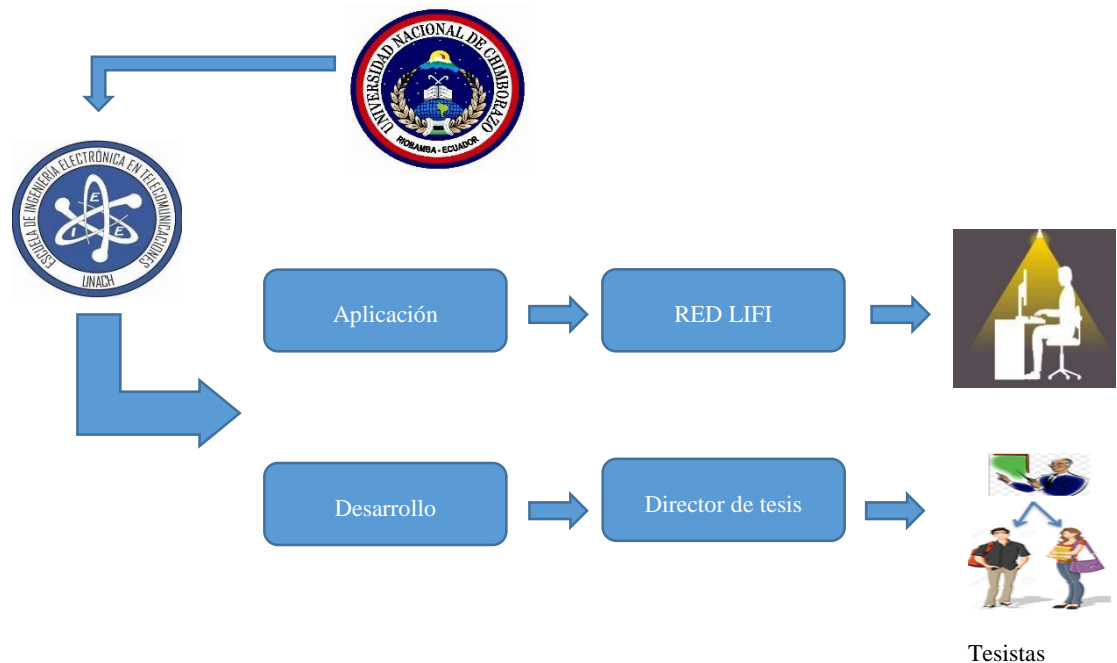 UNIVERSIDAD NACIONAL DE CHIMBORAZO
RIOBAMBA - ECUADOR
ESCUELA DE INGENIERIA ELECTRÓNICA EN TELECOMUNICACIONES
E
I E
UNACH
Aplicación
RED LIFI
Desarrollo
Director de tesis
Tesistas